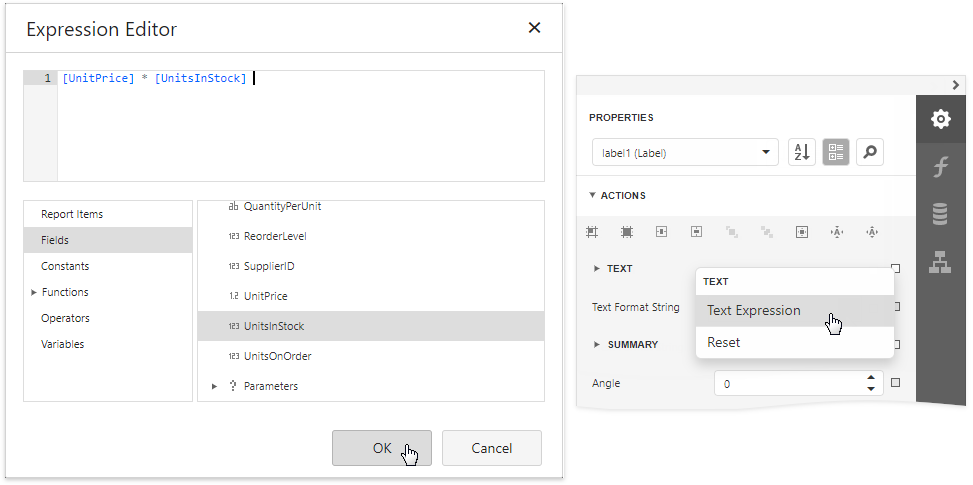 Expression Editor
1 [UnitPrice] * [UnitsInStock]
Report Items
Fields
Constants
Functions
Operators
Variables
ab QuantityPerUnit
123 ReorderLevel
123 SupplierID
1.2 UnitPrice
123 UnitsInStock
123 UnitsOnOrder
? Parameters
OK
Cancel
PROPERTIES
label1 (Label)
A
Z
ACTIONS
A A
TEXT
Text Format String
SUMMARY
Angle
0
TEXT
Text Expression
Reset